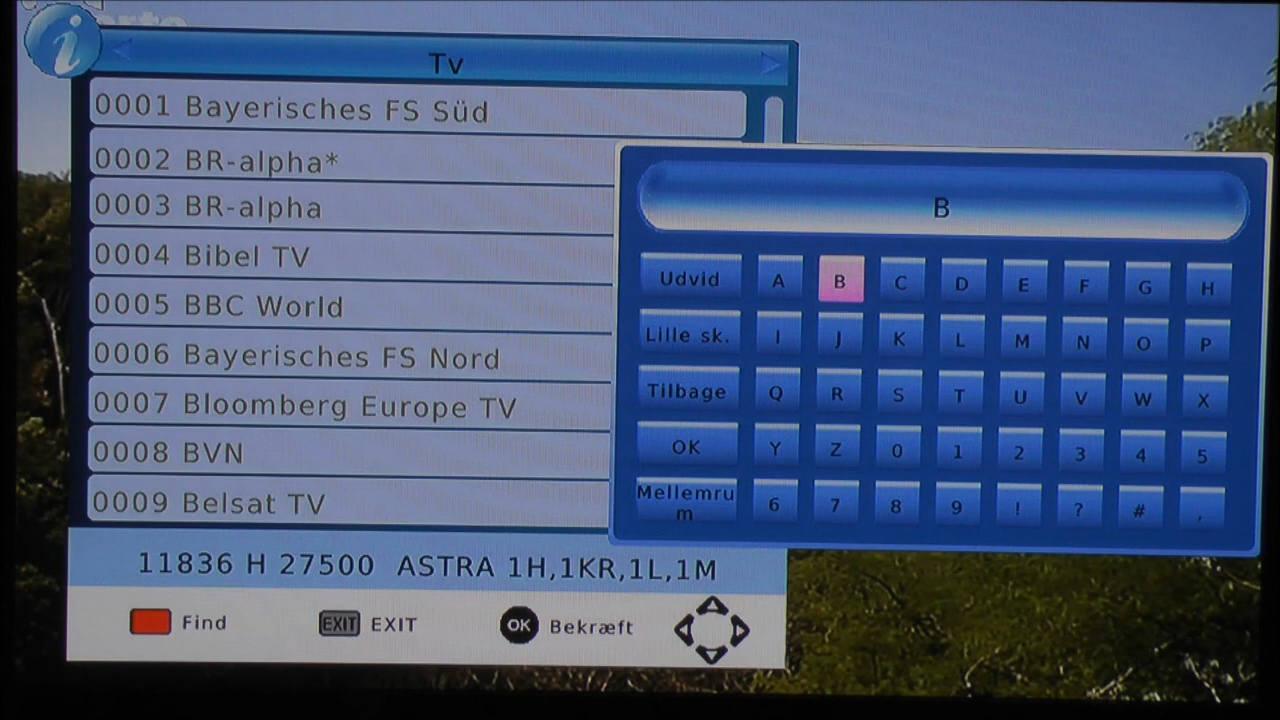 arte
Tv
0001 Bayerisches FS Süd
0002 BR-alpha*
0003 BR-alpha
0004 Bibel TV
0005 BBC World
0006 Bayerisches FS Nord
0007 Bloomberg Europe TV
0008 BVN
0009 Belsat TV
11836 H 27500 ASTRA 1H,1KR,1L,1M
Find EXIT EXIT OK Bekræft
B
Udvid A B C D E F G H
Lille sk. I J K L M N O P
Tilbage Q R S T U V W X
OK Y Z 0 1 2 3 4 5
Mellemru
m 6 7 8 9 ! ? # ,